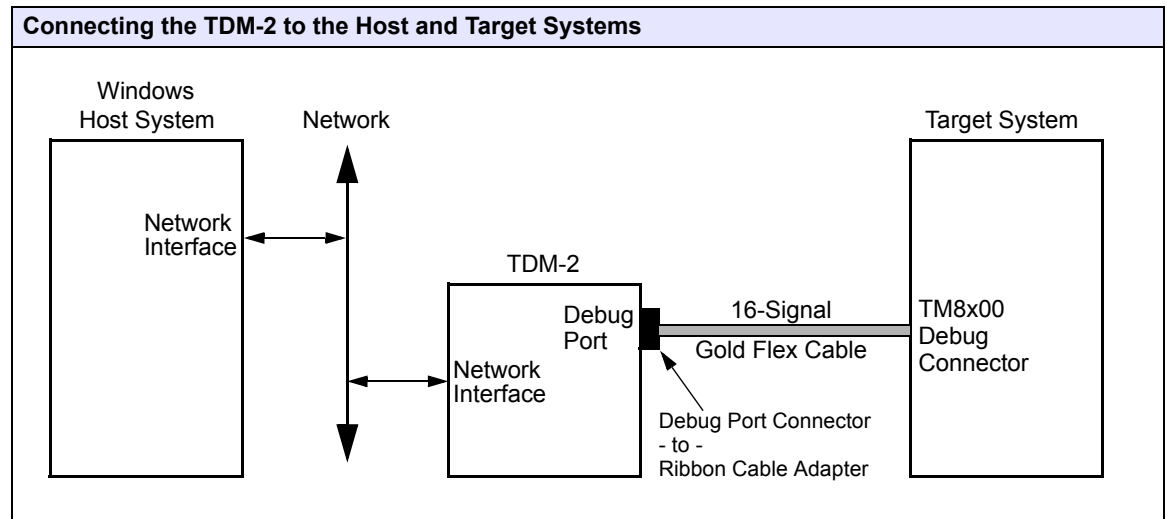 Connecting the TDM-2 to the Host and Target Systems
Windows
Host System
Network
Target System
Network
Interface
TDM-2
Debug
Port
16-Signal
Gold Flex Cable
TM8x00
Debug
Connector
Network
Interface
Debug Port Connector
- to -
Ribbon Cable Adapter